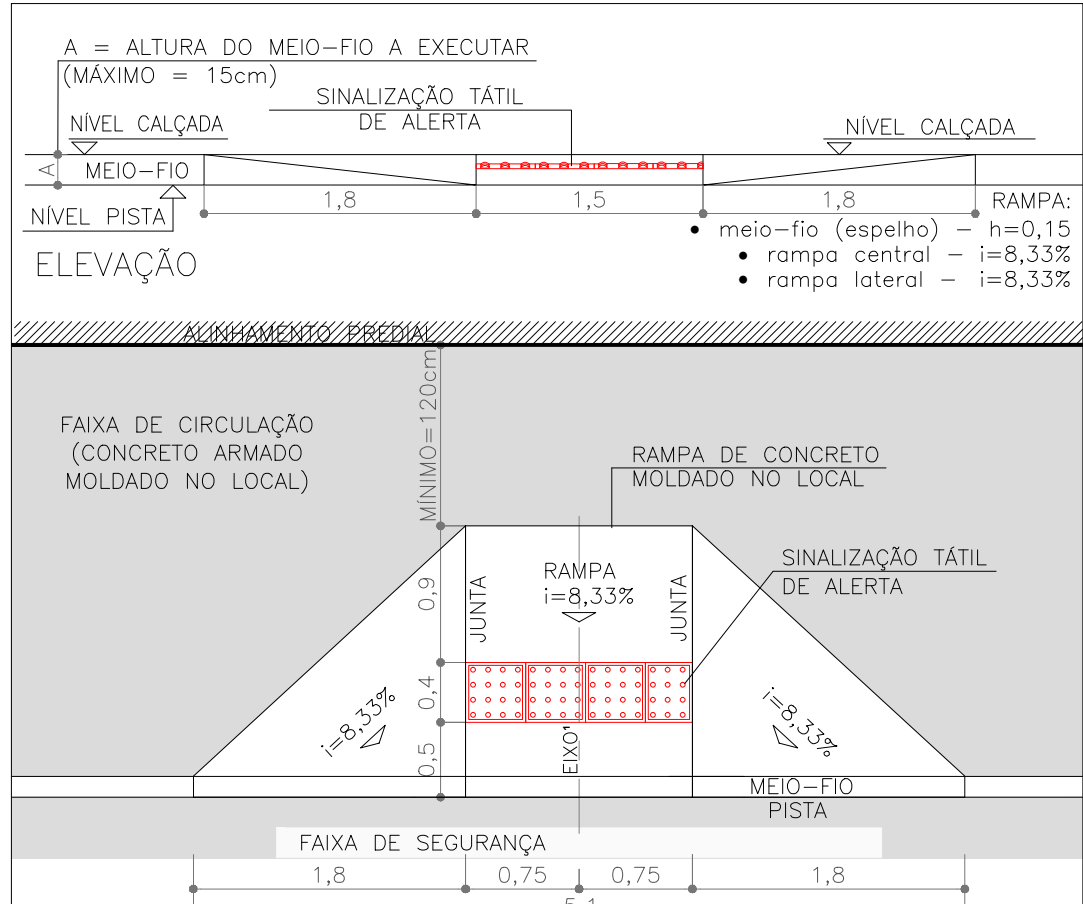 A = ALTURA DO MEIO-FIO A EXECUTAR
(MÁXIMO = 15cm)
SINALIZAÇÃO TÁTIL
DE ALERTA
NÍVEL CALÇADA
NÍVEL CALÇADA
A
MEIO-FIO
NÍVEL PISTA
1,8
1,5
1,8
RAMPA:
• meio-fio (espelho) - h=0,15
• rampa central - i=8,33%
• rampa lateral - i=8,33%
ELEVAÇÃO
ALINHAMENTO PREDIAL
MÍNIMO=120cm
FAIXA DE CIRCULAÇÃO
(CONCRETO ARMADO
MOLDADO NO LOCAL)
RAMPA DE CONCRETO
MOLDADO NO LOCAL
SINALIZAÇÃO TÁTIL
DE ALERTA
0,9
JUNTA
RAMPA
i=8,33%
JUNTA
0,4
i=8,33%
i=8,33%
0,5
EIXO¹
MEIO-FIO
PISTA
FAIXA DE SEGURANÇA
1,8
0,75
0,75
1,8